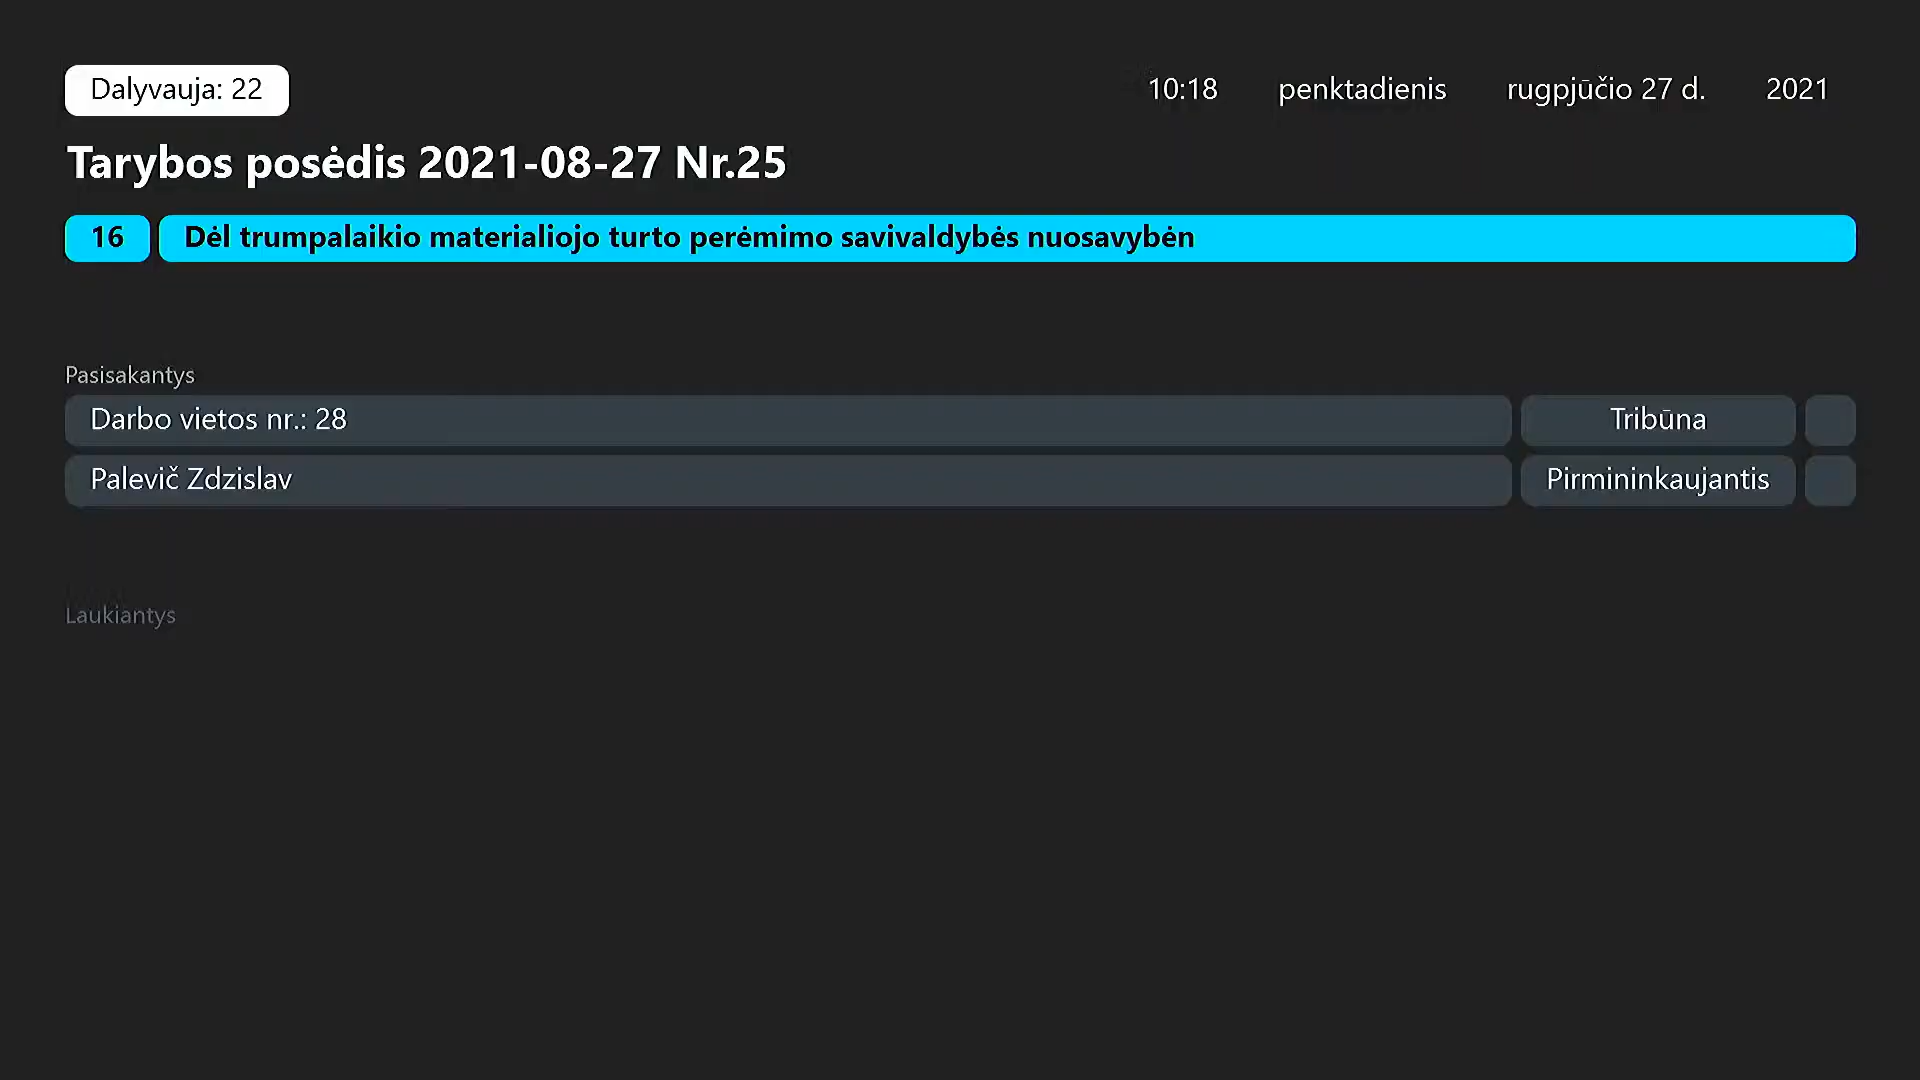 Dalyvauja: 22
10:18 penktadienis rugpjūčio 27 d. 2021
Tarybos posėdis 2021-08-27 Nr.25
16 Dėl trumpalaikio materialiojo turto perėmimo savivaldybės nuosavybėn
Pasisakantys
Darbo vietos nr.: 28 Tribūna
Palevič Zdzislav Pirmininkaujantis
Laukiantys